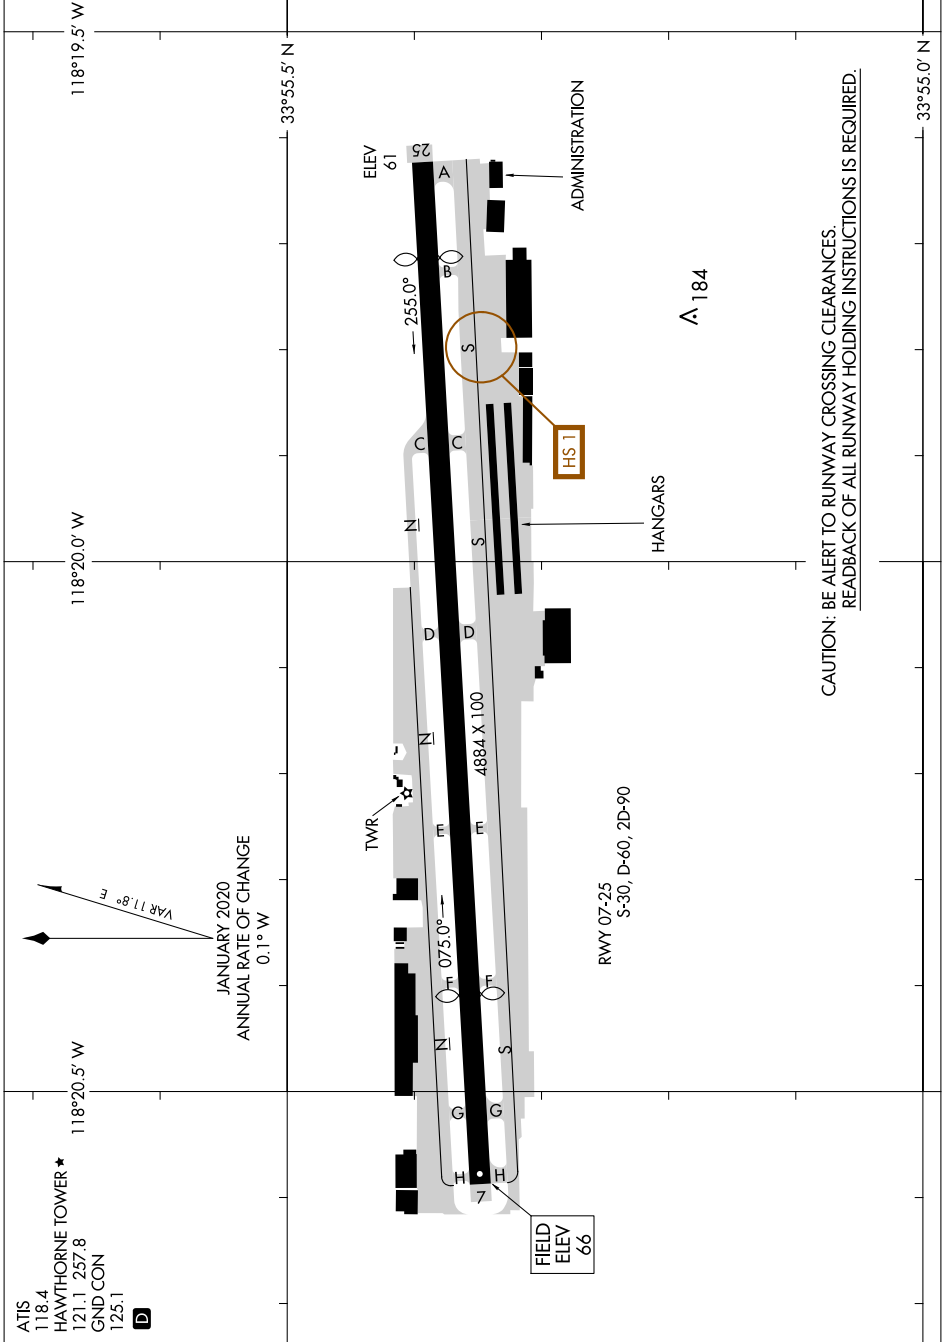 ATIS
118.4
HAWTHORNE TOWER ★
121.1 257.8
GND CON
125.1
D
118°20.5' W
118°20.0' W
118°19.5' W
JANUARY 2020
ANNUAL RATE OF CHANGE
0.1° W
VAR 11.8° E
33°55.5' N
33°55.0' N
TWR
ELEV
61
25
A
255.0°
B
C
C
S
HS 1
N
S
D
D
N
4884 X 100
E
E
075.0°
F
F
N
S
G
G
H
H
7
FIELD
ELEV
66
ADMINISTRATION
HANGARS
184
RWY 07-25
S-30, D-60, 2D-90
CAUTION: BE ALERT TO RUNWAY CROSSING CLEARANCES.
READBACK OF ALL RUNWAY HOLDING INSTRUCTIONS IS REQUIRED.